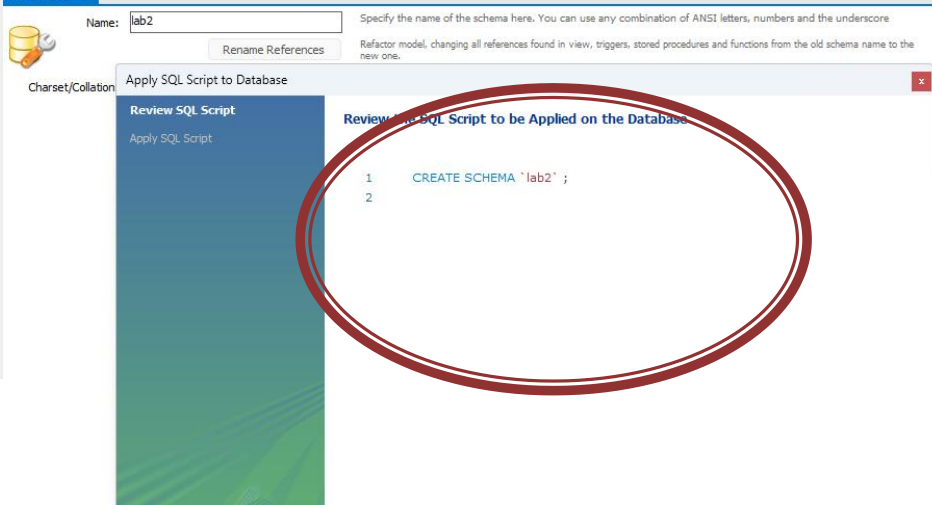 Name:
lab2
Specify the name of the schema here. You can use any combination of ANSI letters, numbers and the underscore
Rename References
Refactor model, changing all references found in view, triggers, stored procedures and functions from the old schema name to the
new one.
Charset/Collation
Apply SQL Script to Database
x
Review SQL Script
Apply SQL Script
Review the SQL Script to be Applied on the Database
1 CREATE SCHEMA `lab2` ;
2